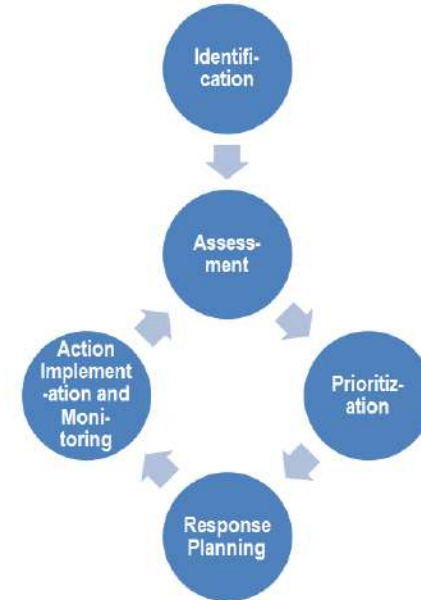 Identifi-
cation
Assess-
ment
Prioritiz-
ation
Response
Planning
Action
Implement
-ation and
Moni-
toring